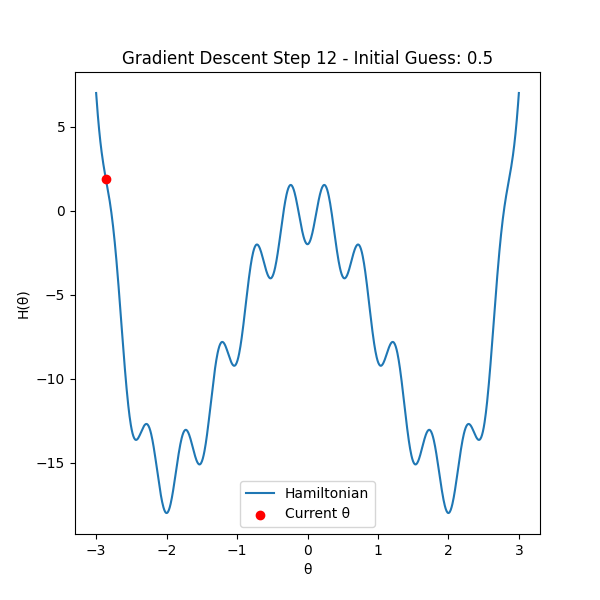 Gradient Descent Step 12 - Initial Guess: 0.5
H(θ)
5
0
−5
−10
−15
Hamiltonian
Current θ
−3
−2
−1
0
1
2
3
θ